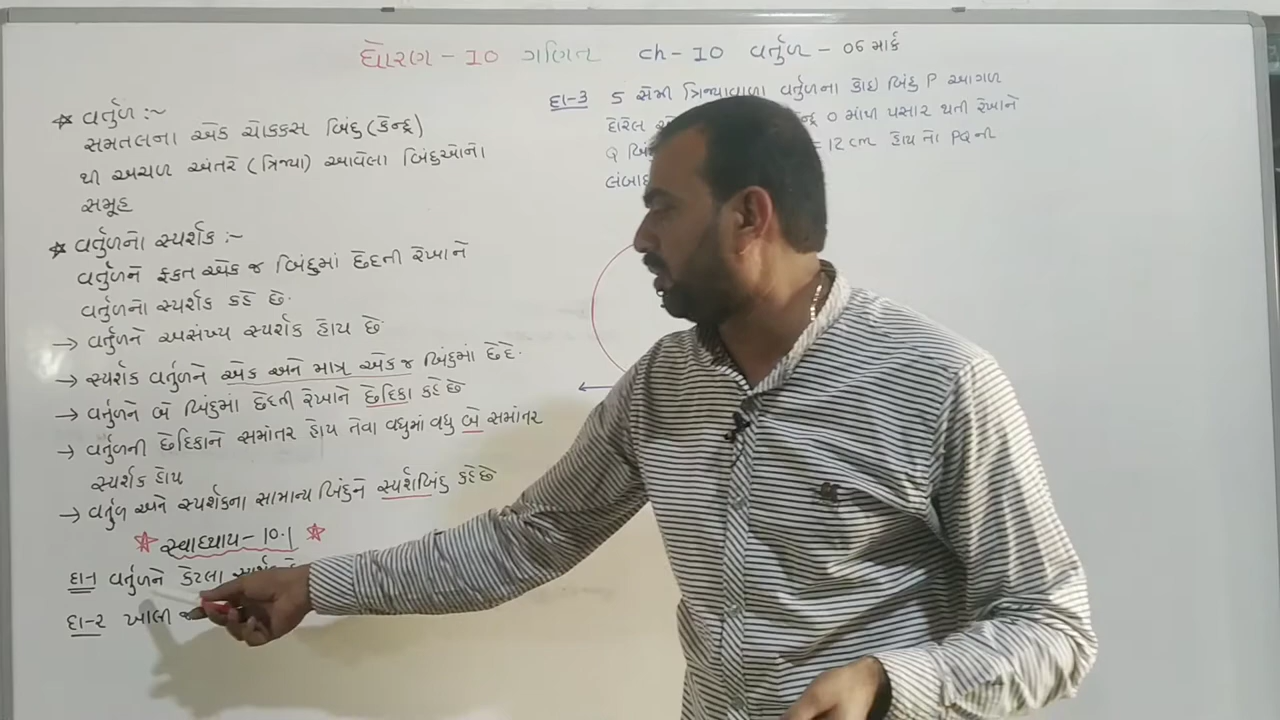 ધોરણ - 10 ગણિત ch - 10 વર્તુળ - 06 માર્ક
★ વર્તુળ :~
સમતલના એક ચોકકસ બિંદુ (કેન્દ્ર)
થી અચળ અંતરે (ત્રિજ્યા) આવેલા બિંદુઓનો
સમૂહ
★ વર્તુળનો સ્પર્શક :~
વર્તુળને ફકત એક જ બિંદુમાં છેદતી રેખાને
વર્તુળનો સ્પર્શક કહે છે.
→ વર્તુળને અસંખ્ય સ્પર્શક હોય છે
→ સ્પર્શક વર્તુળને એક અને માત્ર એક જ બિંદુમાં છેદે.
→ વર્તુળને બે બિંદુમાં છેદતી રેખાને છેદિકા કહે છે
→ વર્તુળની છેદિકાને સમાંતર હોય તેવા વધુમાં વધુ બે સમાંતર
સ્પર્શક હોય
→ વર્તુળ અને સ્પર્શકના સામાન્ય બિંદુને સ્પર્શબિંદુ કહે છે
★ સ્વાધ્યાય - 10.1 ★
દા-1 વર્તુળને કેટલા
દા-2 ખાલી
દા-3 5 સેમી ત્રિજ્યાવાળા વર્તુળના કોઇ બિંદુ P આગળ
દોરેલ O માંથી પસાર થતી રેખાને
Q = 12 cm હોય તો PQ ની